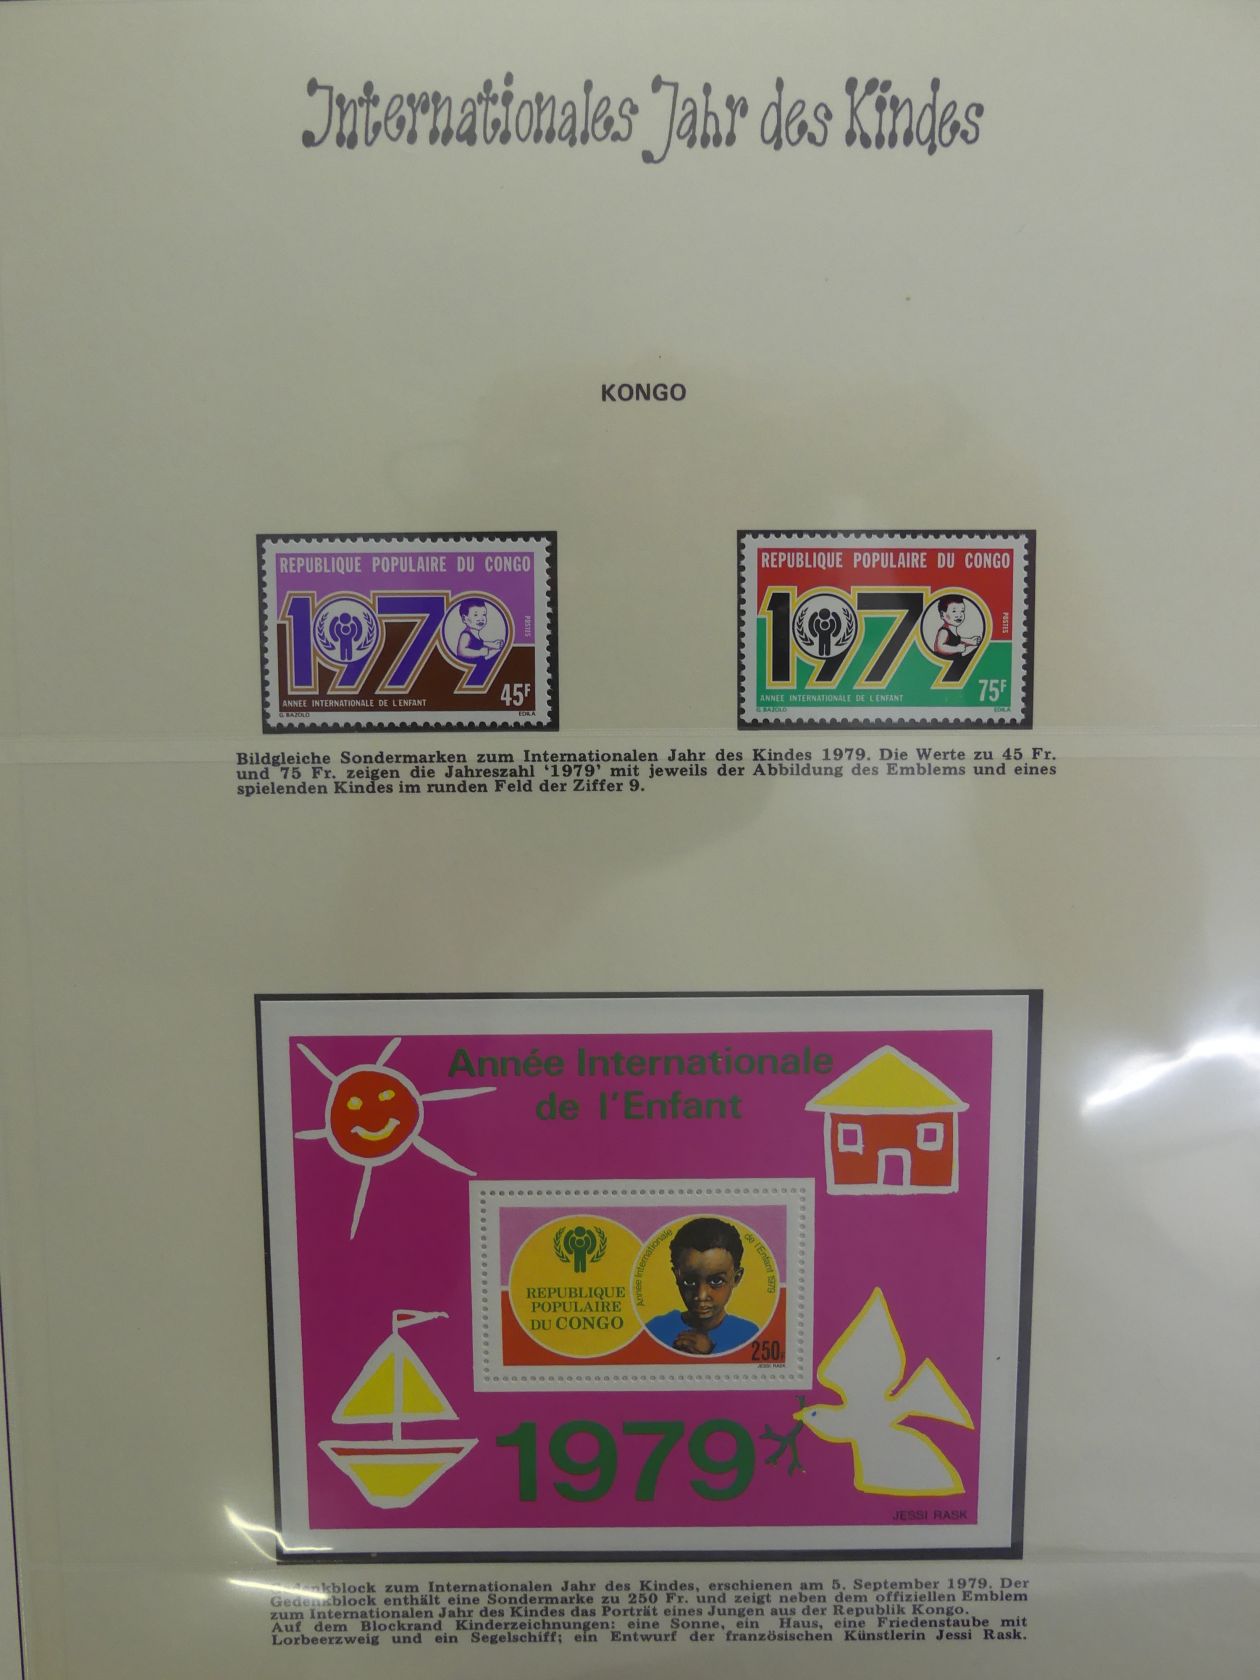 Internationales Jahr des Kindes
KONGO
REPUBLIQUE POPULAIRE DU CONGO
1979
POSTES
ANNÉE INTERNATIONALE DE L'ENFANT
45F
G. BAZOLO
EDILA
REPUBLIQUE POPULAIRE DU CONGO
1979
POSTES
ANNÉE INTERNATIONALE DE L'ENFANT
75F
G. BAZOLO
EDILA
Bildgleiche Sondermarken zum Internationalen Jahr des Kindes 1979. Die Werte zu 45 Fr.
und 75 Fr. zeigen die Jahreszahl '1979' mit jeweils der Abbildung des Emblems und eines
spielenden Kindes im runden Feld der Ziffer 9.
Année Internationale
de l'Enfant
Année Internationale de l'Enfant 1979
REPUBLIQUE
POPULAIRE
DU CONGO
250F
JESSI RASK
1979
JESSI RASK
Gedenkblock zum Internationalen Jahr des Kindes, erschienen am 5. September 1979. Der
Gedenkblock enthält eine Sondermarke zu 250 Fr. und zeigt neben dem offiziellen Emblem
zum Internationalen Jahr des Kindes das Porträt eines Jungen aus der Republik Kongo.
Auf dem Blockrand Kinderzeichnungen: eine Sonne, ein Haus, eine Friedenstaube mit
Lorbeerzweig und ein Segelschiff; ein Entwurf der französischen Künstlerin Jessi Rask.